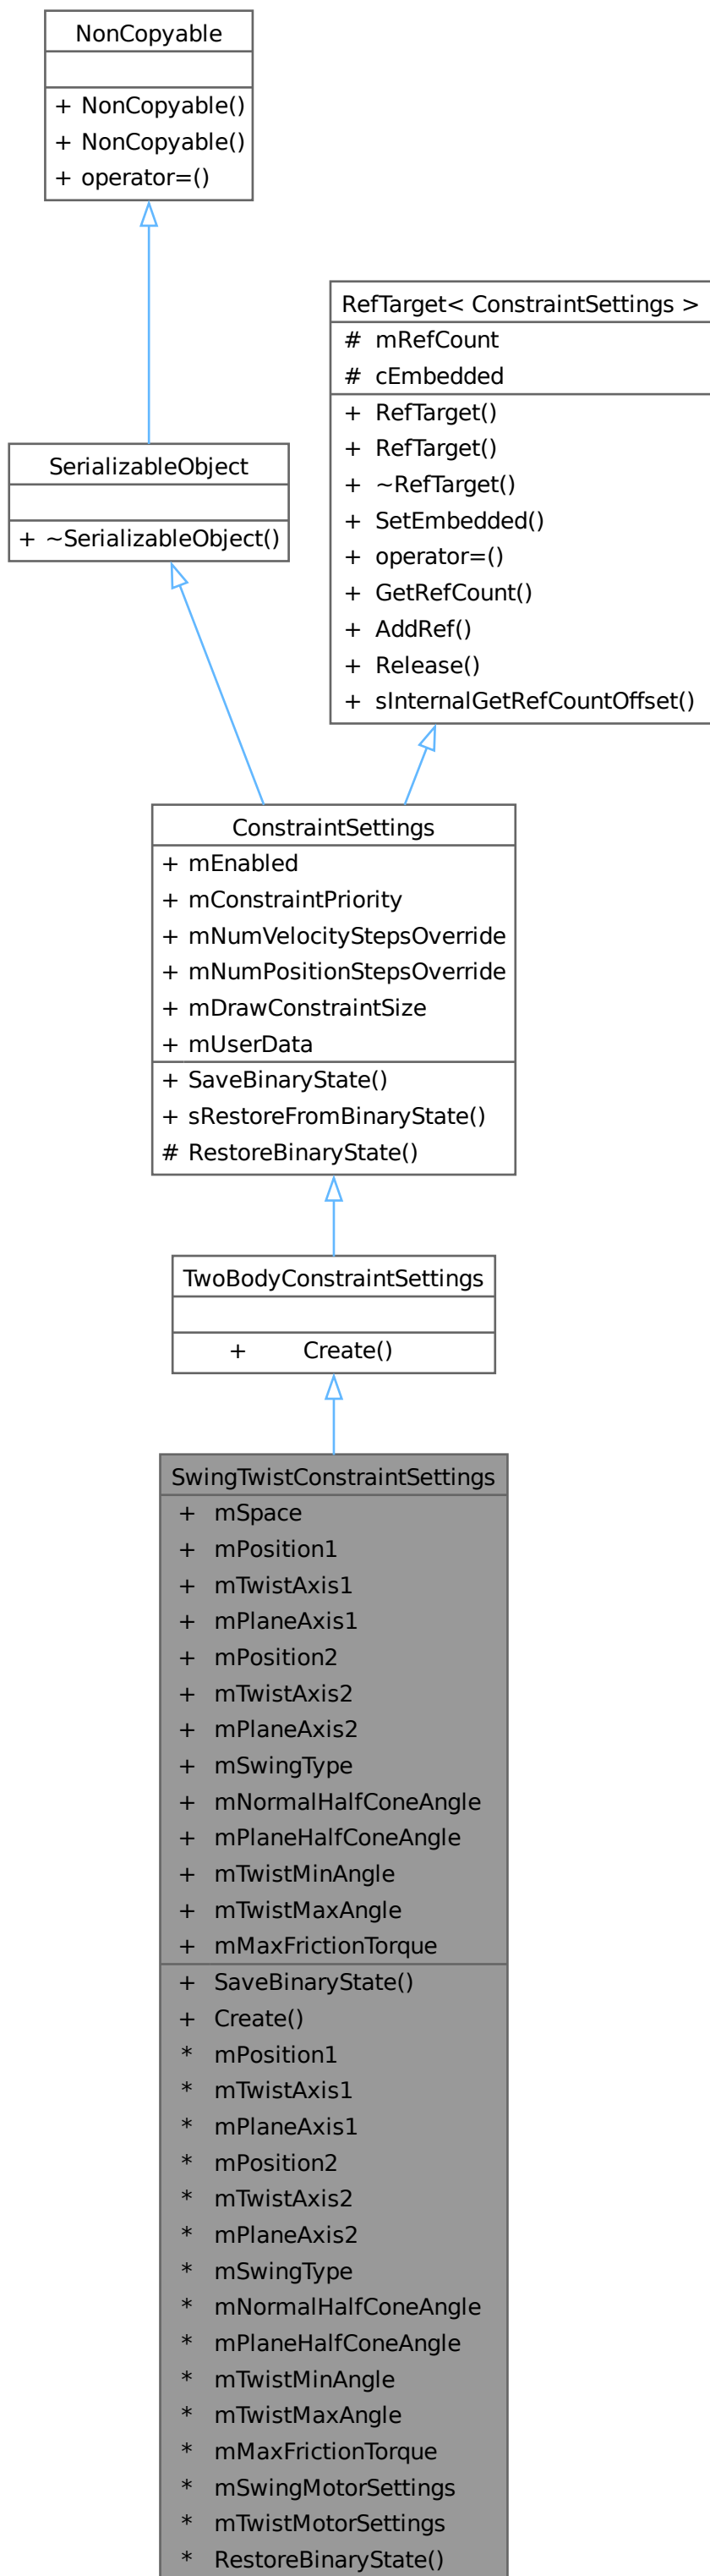 NonCopyable
+ NonCopyable()
+ NonCopyable()
+ operator=()
RefTarget< ConstraintSettings >
# mRefCount
# cEmbedded
+ RefTarget()
+ RefTarget()
+ ~RefTarget()
+ SetEmbedded()
+ operator=()
+ GetRefCount()
+ AddRef()
+ Release()
+ sInternalGetRefCountOffset()
SerializableObject
+ ~SerializableObject()
ConstraintSettings
+ mEnabled
+ mConstraintPriority
+ mNumVelocityStepsOverride
+ mNumPositionStepsOverride
+ mDrawConstraintSize
+ mUserData
+ SaveBinaryState()
+ sRestoreFromBinaryState()
# RestoreBinaryState()
TwoBodyConstraintSettings
+ Create()
SwingTwistConstraintSettings
+ mSpace
+ mPosition1
+ mTwistAxis1
+ mPlaneAxis1
+ mPosition2
+ mTwistAxis2
+ mPlaneAxis2
+ mSwingType
+ mNormalHalfConeAngle
+ mPlaneHalfConeAngle
+ mTwistMinAngle
+ mTwistMaxAngle
+ mMaxFrictionTorque
+ SaveBinaryState()
+ Create()
* mPosition1
* mTwistAxis1
* mPlaneAxis1
* mPosition2
* mTwistAxis2
* mPlaneAxis2
* mSwingType
* mNormalHalfConeAngle
* mPlaneHalfConeAngle
* mTwistMinAngle
* mTwistMaxAngle
* mMaxFrictionTorque
* mSwingMotorSettings
* mTwistMotorSettings
* RestoreBinaryState()